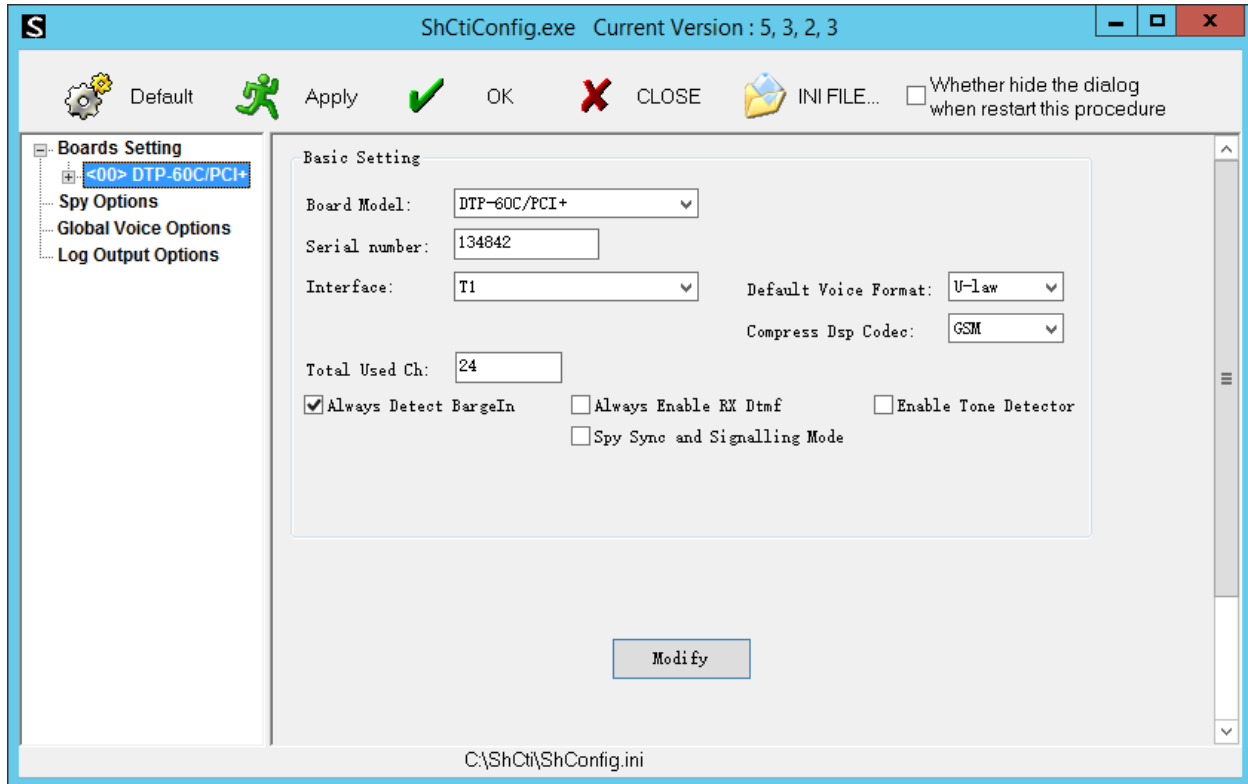 S
ShCtiConfig.exe Current Version : 5, 3, 2, 3
Default
Apply
OK
CLOSE
INI FILE...
Whether hide the dialog
when restart this procedure
Boards Setting
<00> DTP-60C/PCI+
Spy Options
Global Voice Options
Log Output Options
Basic Setting
Board Model: DTP-60C/PCI+
Serial number: 134842
Interface: T1
Default Voice Format: U-law
Compress Dsp Codec: GSM
Total Used Ch: 24
Always Detect BargeIn Always Enable RX Dtmf Enable Tone Detector
Spy Sync and Signalling Mode
Modify
C:\ShCti\ShConfig.ini